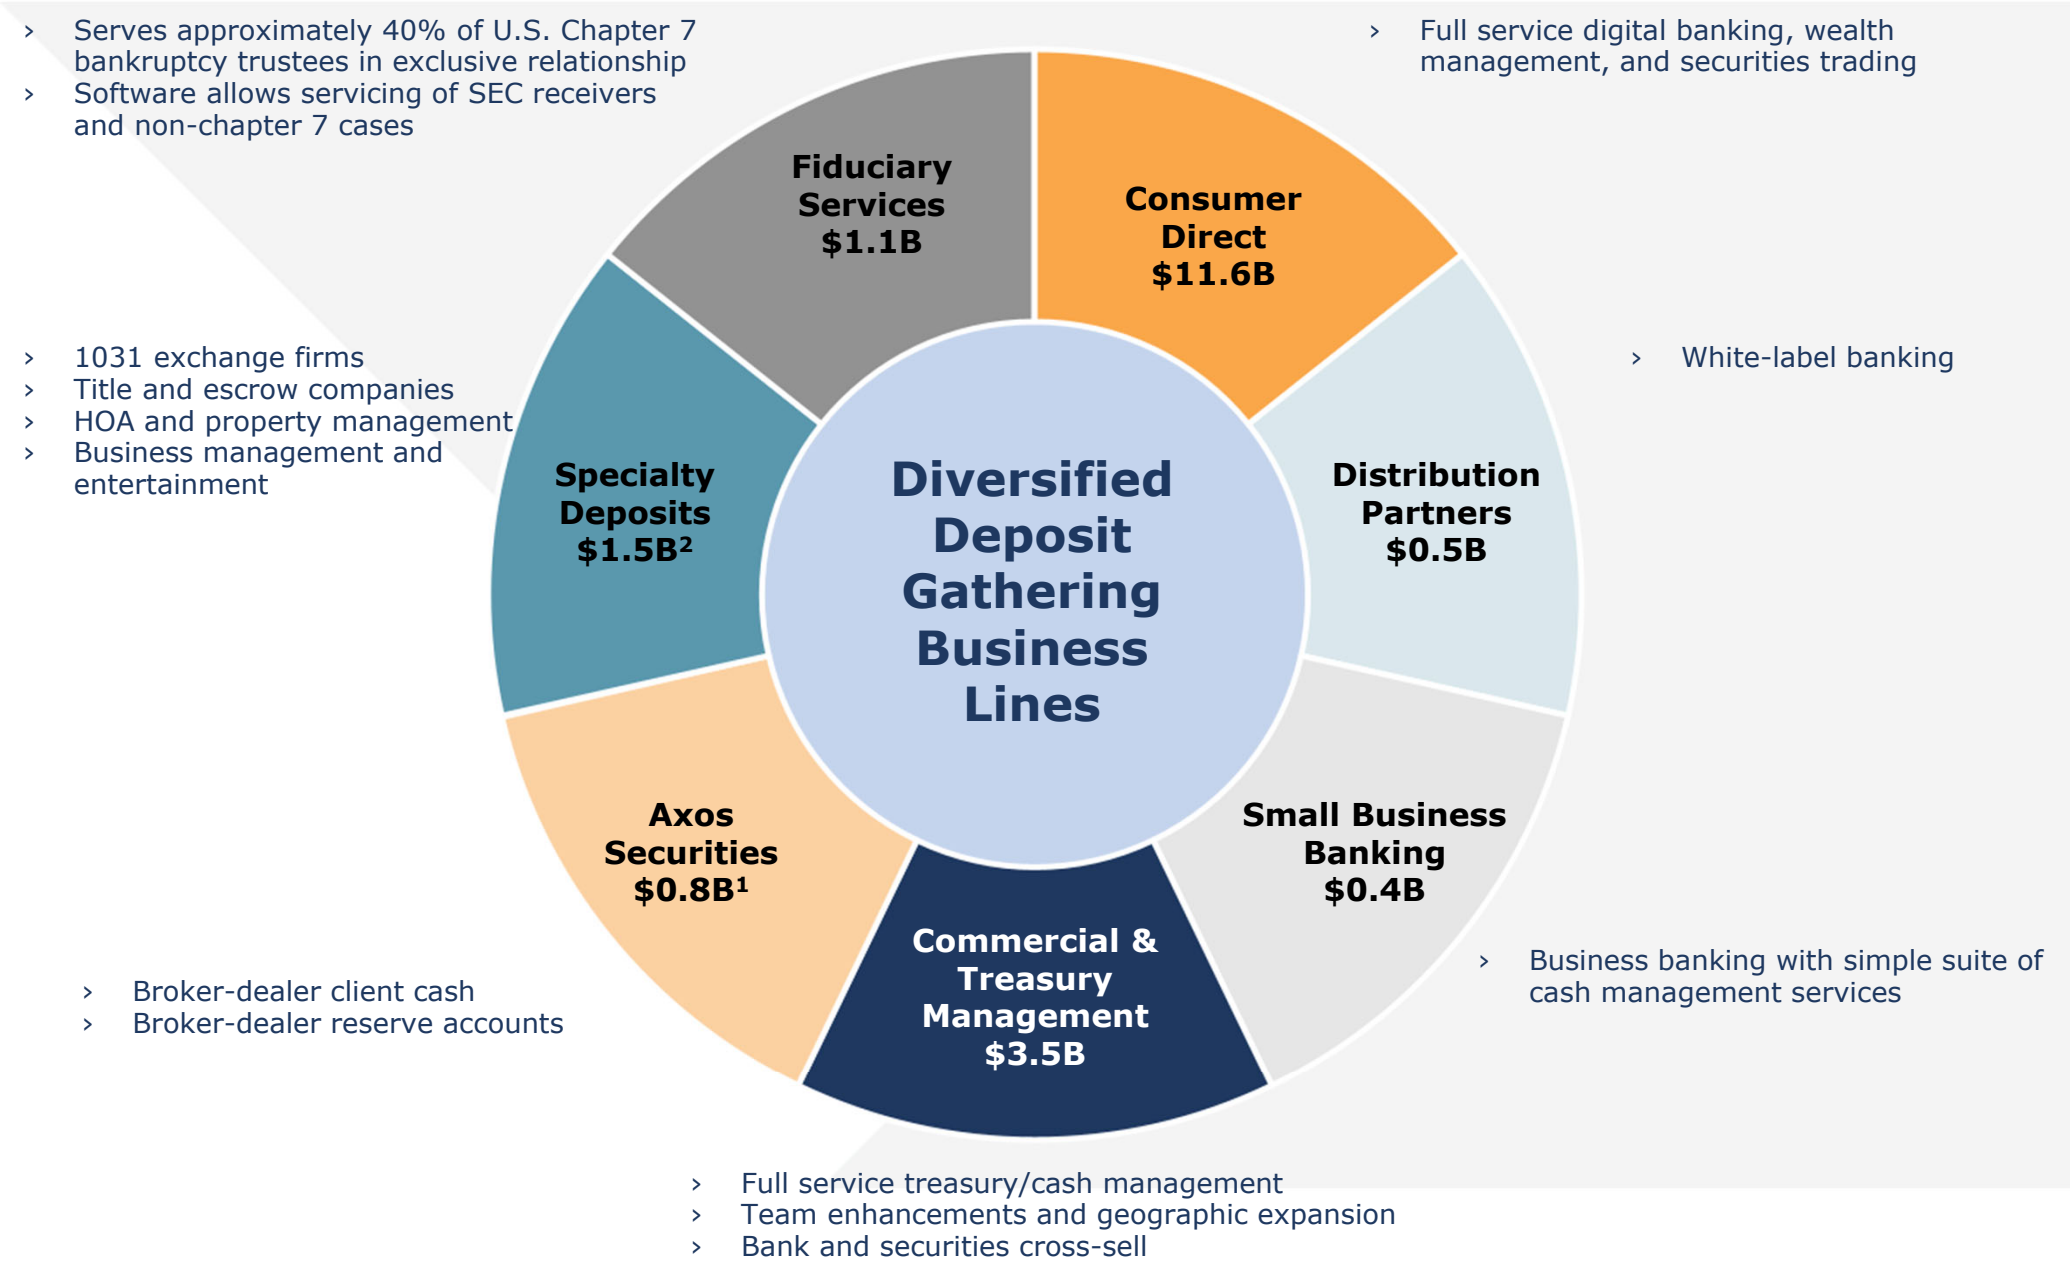 › Serves approximately 40% of U.S. Chapter 7
bankruptcy trustees in exclusive relationship
› Software allows servicing of SEC receivers
and non-chapter 7 cases
› Full service digital banking, wealth
management, and securities trading
Fiduciary
Services
$1.1B
Consumer
Direct
$11.6B
› 1031 exchange firms
› Title and escrow companies
› HOA and property management
› Business management and
entertainment
› White-label banking
Specialty
Deposits
$1.5B²
Diversified
Deposit
Gathering
Business
Lines
Distribution
Partners
$0.5B
Axos
Securities
$0.8B¹
Small Business
Banking
$0.4B
Commercial &
Treasury
Management
$3.5B
› Broker-dealer client cash
› Broker-dealer reserve accounts
› Business banking with simple suite of
cash management services
› Full service treasury/cash management
› Team enhancements and geographic expansion
› Bank and securities cross-sell